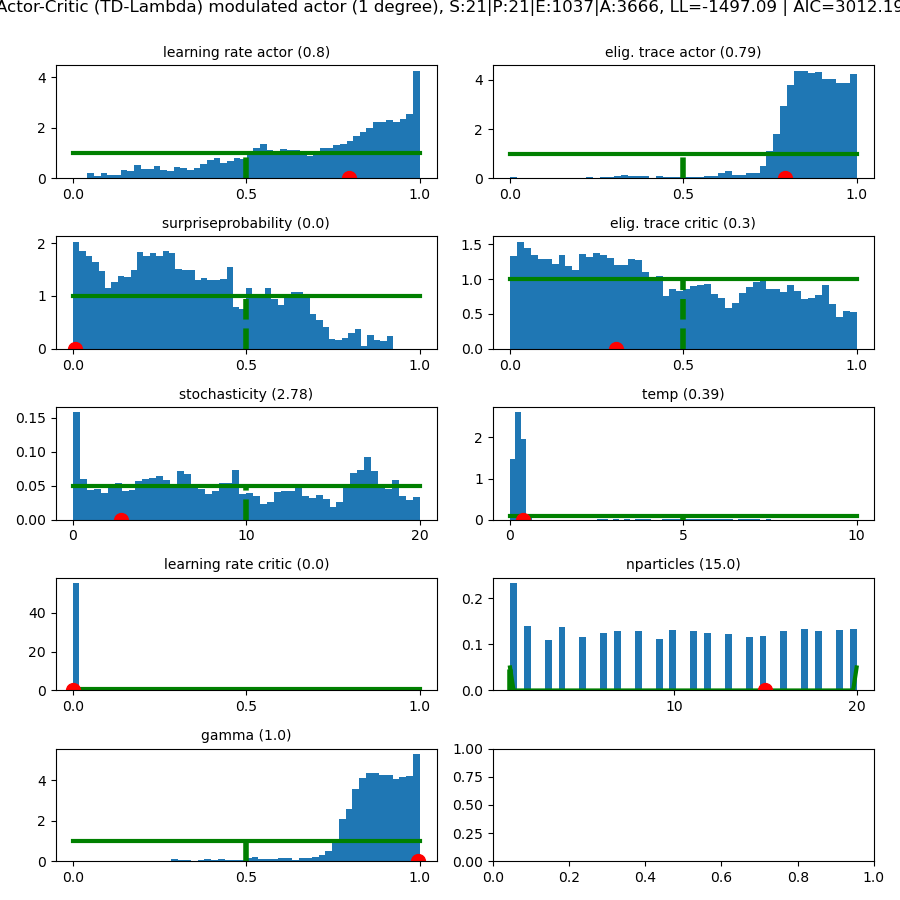 Actor-Critic (TD-Lambda) modulated actor (1 degree), S:21|P:21|E:1037|A:3666, LL=-1497.09 | AIC=3012.19
learning rate actor (0.8)
elig. trace actor (0.79)
4
2
0
0.0 0.5 1.0
4
2
0
0.0 0.5 1.0
surpriseprobability (0.0)
elig. trace critic (0.3)
2
1
0
0.0 0.5 1.0
1.5
1.0
0.5
0.0
0.0 0.5 1.0
stochasticity (2.78)
temp (0.39)
0.15
0.10
0.05
0.00
0 10 20
2
1
0
0 5 10
learning rate critic (0.0)
nparticles (15.0)
40
20
0
0.0 0.5 1.0
0.2
0.1
0.0
10 20
gamma (1.0)
4
2
0
0.0 0.5 1.0
1.00
0.75
0.50
0.25
0.00
0.0 0.2 0.4 0.6 0.8 1.0